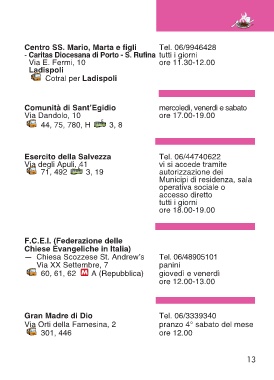 Centro SS. Mario, Marta e figli Tel. 06/9946428
- Caritas Diocesana di Porto - S. Rufina tutti i giorni
Via E. Fermi, 10 ore 11.30-12.00
Ladispoli
Cotral per Ladispoli
Comunità di Sant'Egidio mercoledì, venerdì e sabato
Via Dandolo, 10 ore 17.00-19.00
44, 75, 780, H 3, 8
Esercito della Salvezza Tel. 06/44740622
Via degli Apuli, 41 vi si accede tramite
71, 492 3, 19 autorizzazione dei
Municipi di residenza, sala
operativa sociale o
accesso diretto
tutti i giorni
ore 18.00-19.00
F.C.E.I. (Federazione delle
Chiese Evangeliche in Italia)
— Chiesa Scozzese St. Andrew's Tel. 06/48905101
Via XX Settembre, 7 panini
60, 61, 62 M A (Repubblica) giovedì e venerdì
ore 12.00-13.00
Gran Madre di Dio Tel. 06/3339340
Via Orti della Farnesina, 2 pranzo 4° sabato del mese
301, 446 ore 12.00
13